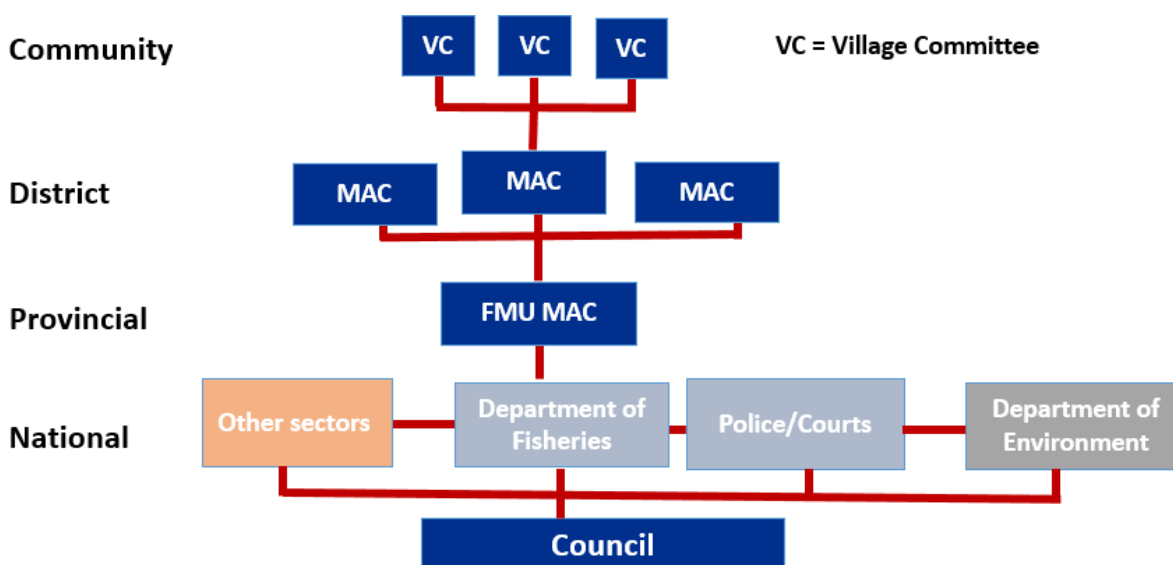 Community
VC
VC
VC
VC = Village Committee
District
MAC
MAC
MAC
Provincial
FMU MAC
National
Other sectors
Department of
Fisheries
Police/Courts
Department of
Environment
Council